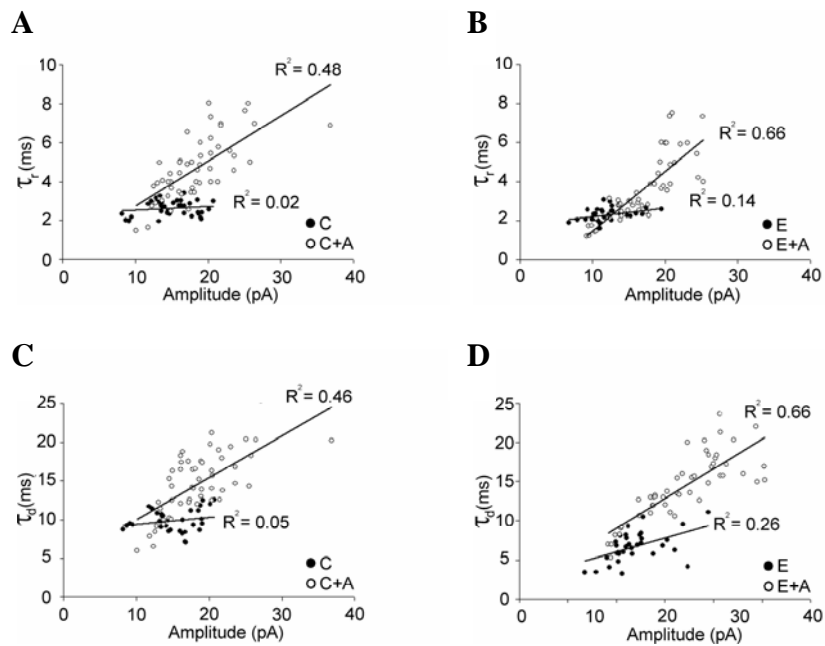 A
10
8
6
4
2
0
τr (ms)
R² = 0.48
R² = 0.02
● C
○ C+A
0 10 20 30 40
Amplitude (pA)
B
10
8
6
4
2
0
τr (ms)
R² = 0.66
R² = 0.14
● E
○ E+A
0 10 20 30 40
Amplitude (pA)
C
25
20
15
10
5
0
τd(ms)
R² = 0.46
R² = 0.05
● C
○ C+A
0 10 20 30 40
Amplitude (pA)
D
25
20
15
10
5
0
τd(ms)
R² = 0.66
R² = 0.26
● E
○ E+A
10 20 30 40
Amplitude (pA)